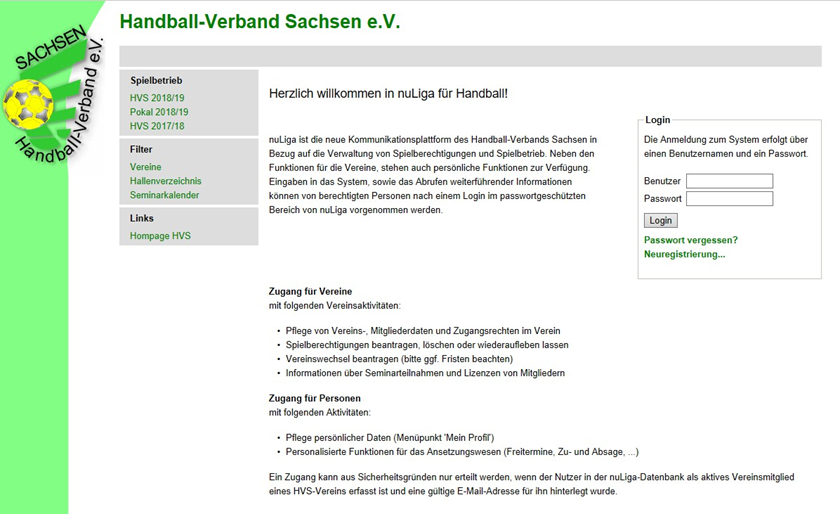 SACHSEN
Handball-Verband e.V.
Handball-Verband Sachsen e.V.
Spielbetrieb
HVS 2018/19
Pokal 2018/19
HVS 2017/18
Filter
Vereine
Hallenverzeichnis
Seminarkalender
Links
Hompage HVS
Herzlich willkommen in nuLiga für Handball!
nuLiga ist die neue Kommunikationsplattform des Handball-Verbands Sachsen in
Bezug auf die Verwaltung von Spielberechtigungen und Spielbetrieb. Neben den
Funktionen für die Vereine, stehen auch persönliche Funktionen zur Verfügung.
Eingaben in das System, sowie das Abrufen weiterführender Informationen
können von berechtigten Personen nach einem Login im passwortgeschützten
Bereich von nuLiga vorgenommen werden.
Login
Die Anmeldung zum System erfolgt über
einen Benutzernamen und ein Passwort.
Benutzer
Passwort
Login
Passwort vergessen?
Neuregistrierung...
Zugang für Vereine
mit folgenden Vereinsaktivitäten:
• Pflege von Vereins-, Mitgliederdaten und Zugangsrechten im Verein
• Spielberechtigungen beantragen, löschen oder wiederaufleben lassen
• Vereinswechsel beantragen (bitte ggf. Fristen beachten)
• Informationen über Seminarteilnahmen und Lizenzen von Mitgliedern
Zugang für Personen
mit folgenden Aktivitäten:
• Pflege persönlicher Daten (Menüpunkt 'Mein Profil')
• Personalisierte Funktionen für das Ansetzungswesen (Freitermine, Zu- und Absage, ...)
Ein Zugang kann aus Sicherheitsgründen nur erteilt werden, wenn der Nutzer in der nuLiga-Datenbank als aktives Vereinsmitglied
eines HVS-Vereins erfasst ist und eine gültige E-Mail-Adresse für ihn hinterlegt wurde.